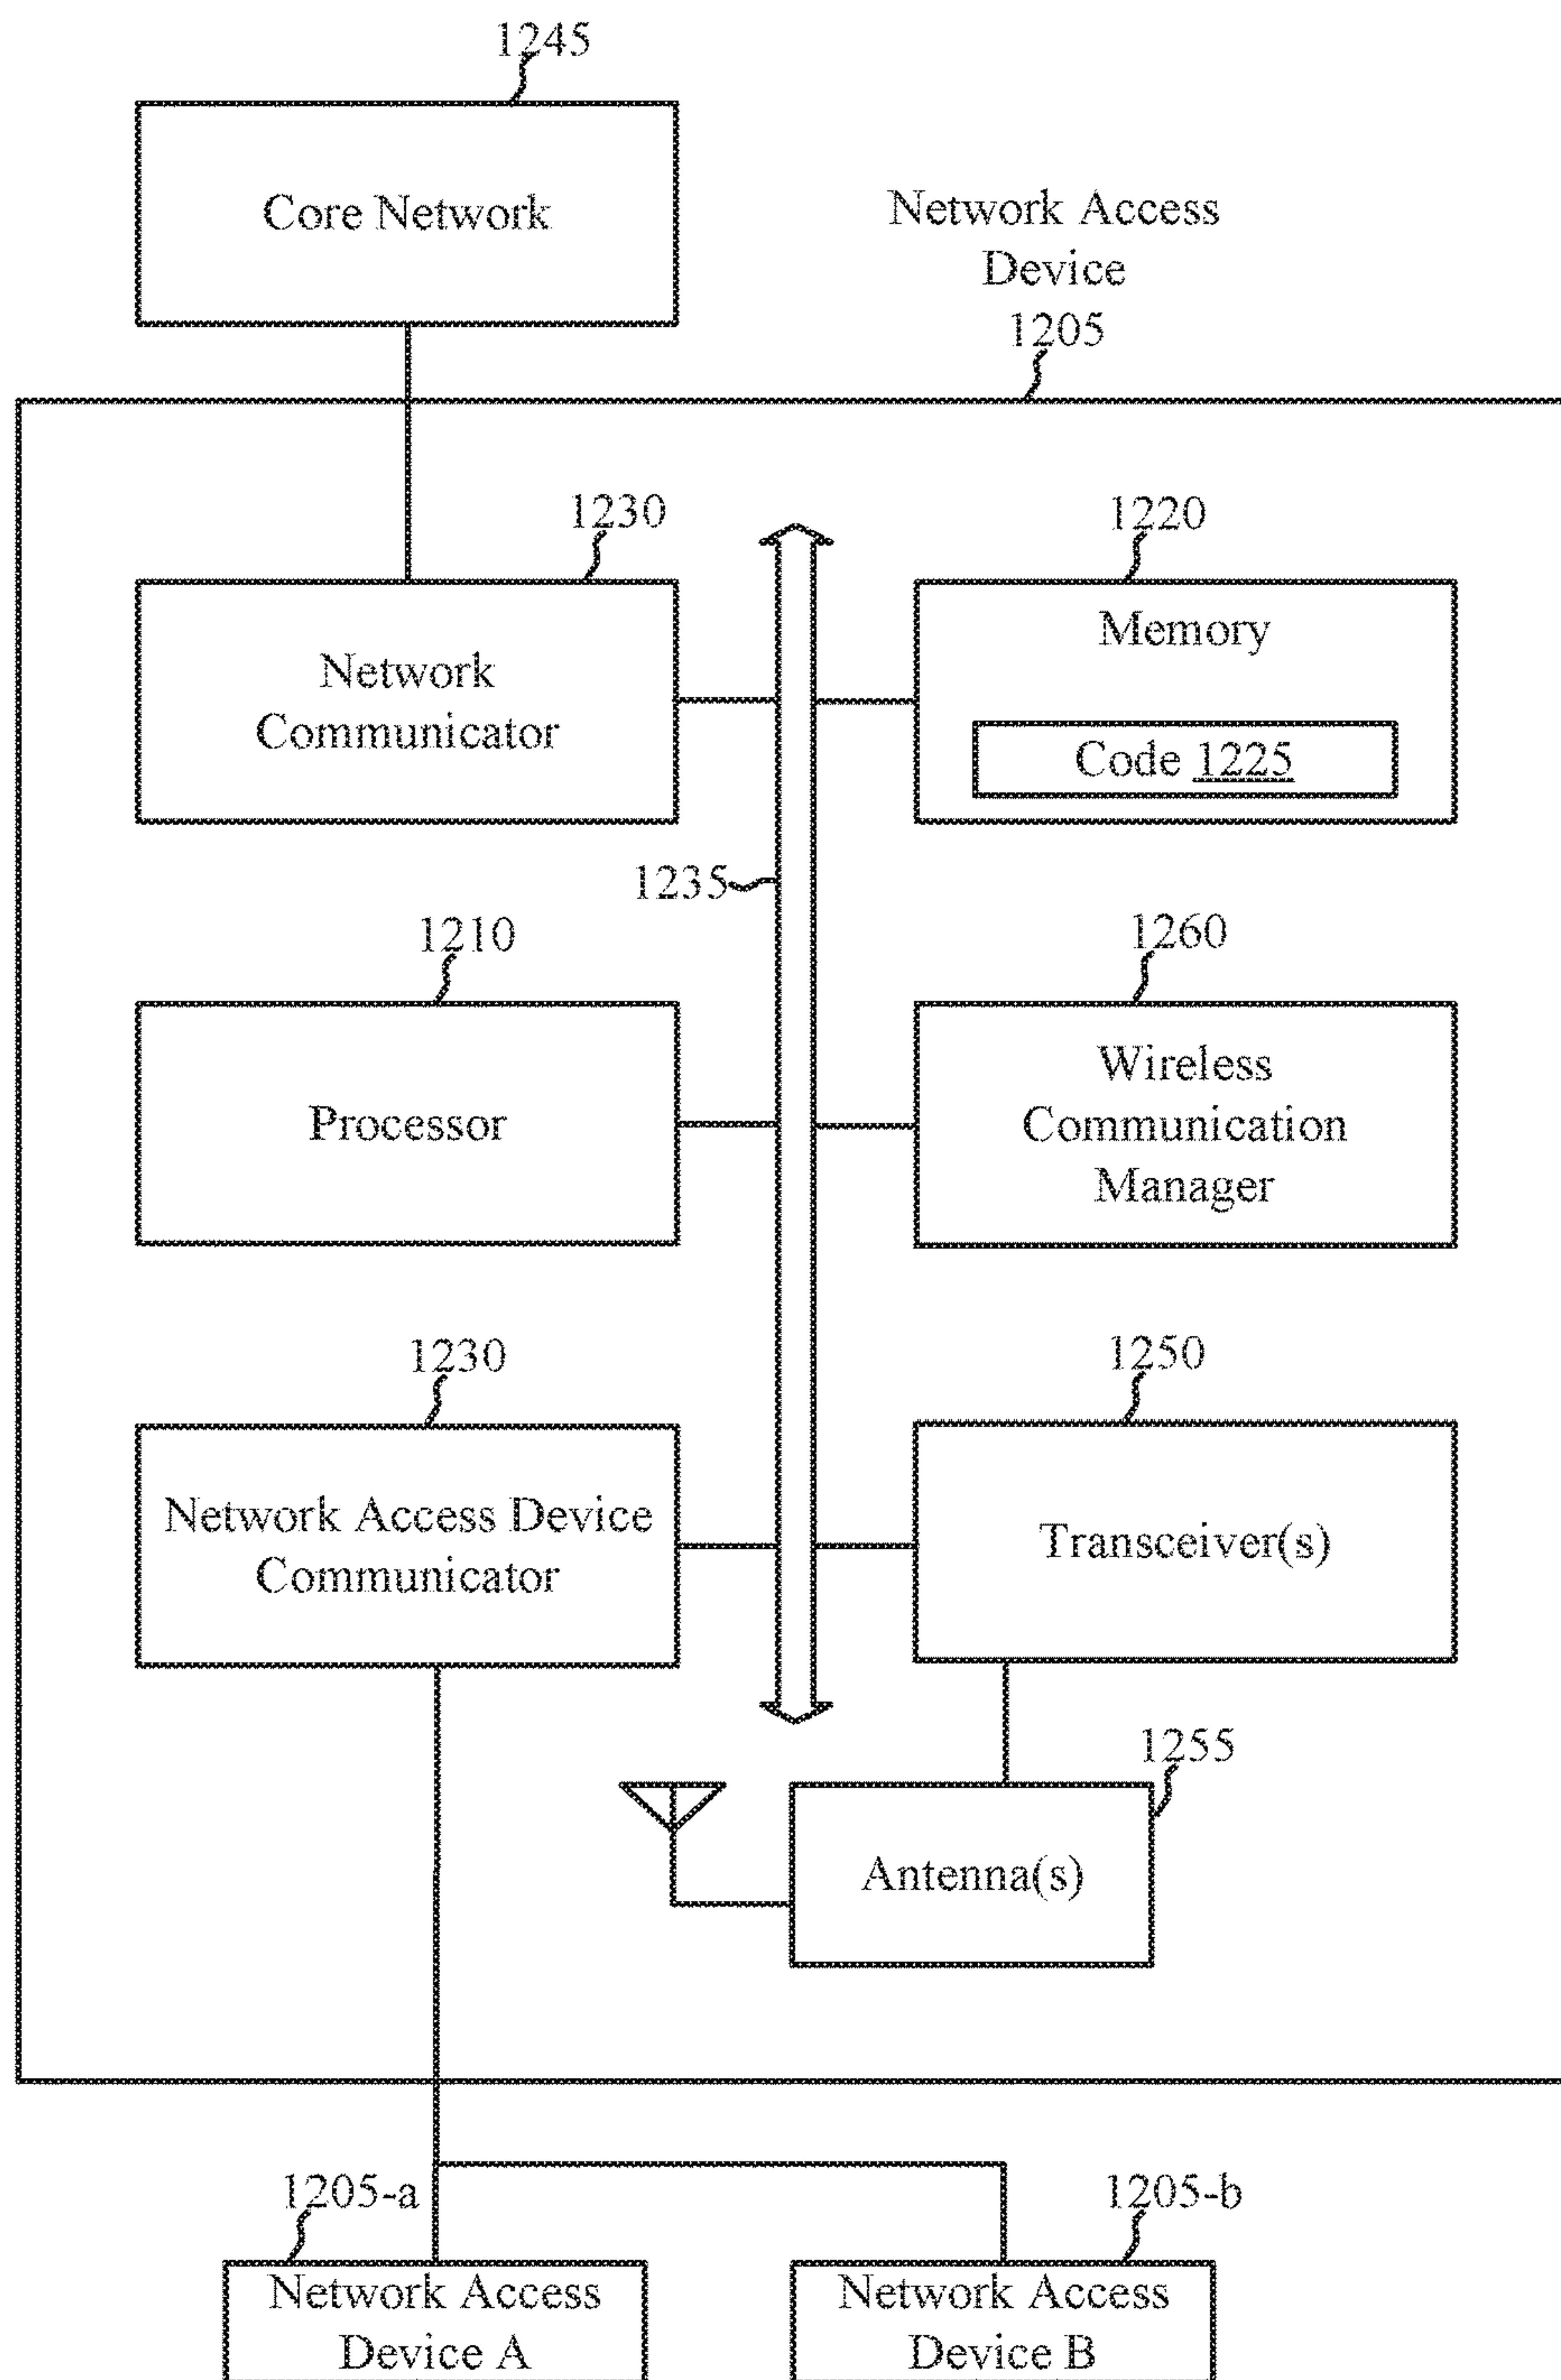 1245
Core Network
Network Access
Device
1205
1230
Network
Communicator
1220
Memory
Code 1225
1235
1210
Processor
1260
Wireless
Communication
Manager
1230
Network Access Device
Communicator
1250
Transceiver(s)
1255
Antenna(s)
1205-a
Network Access
Device A
1205-b
Network Access
Device B